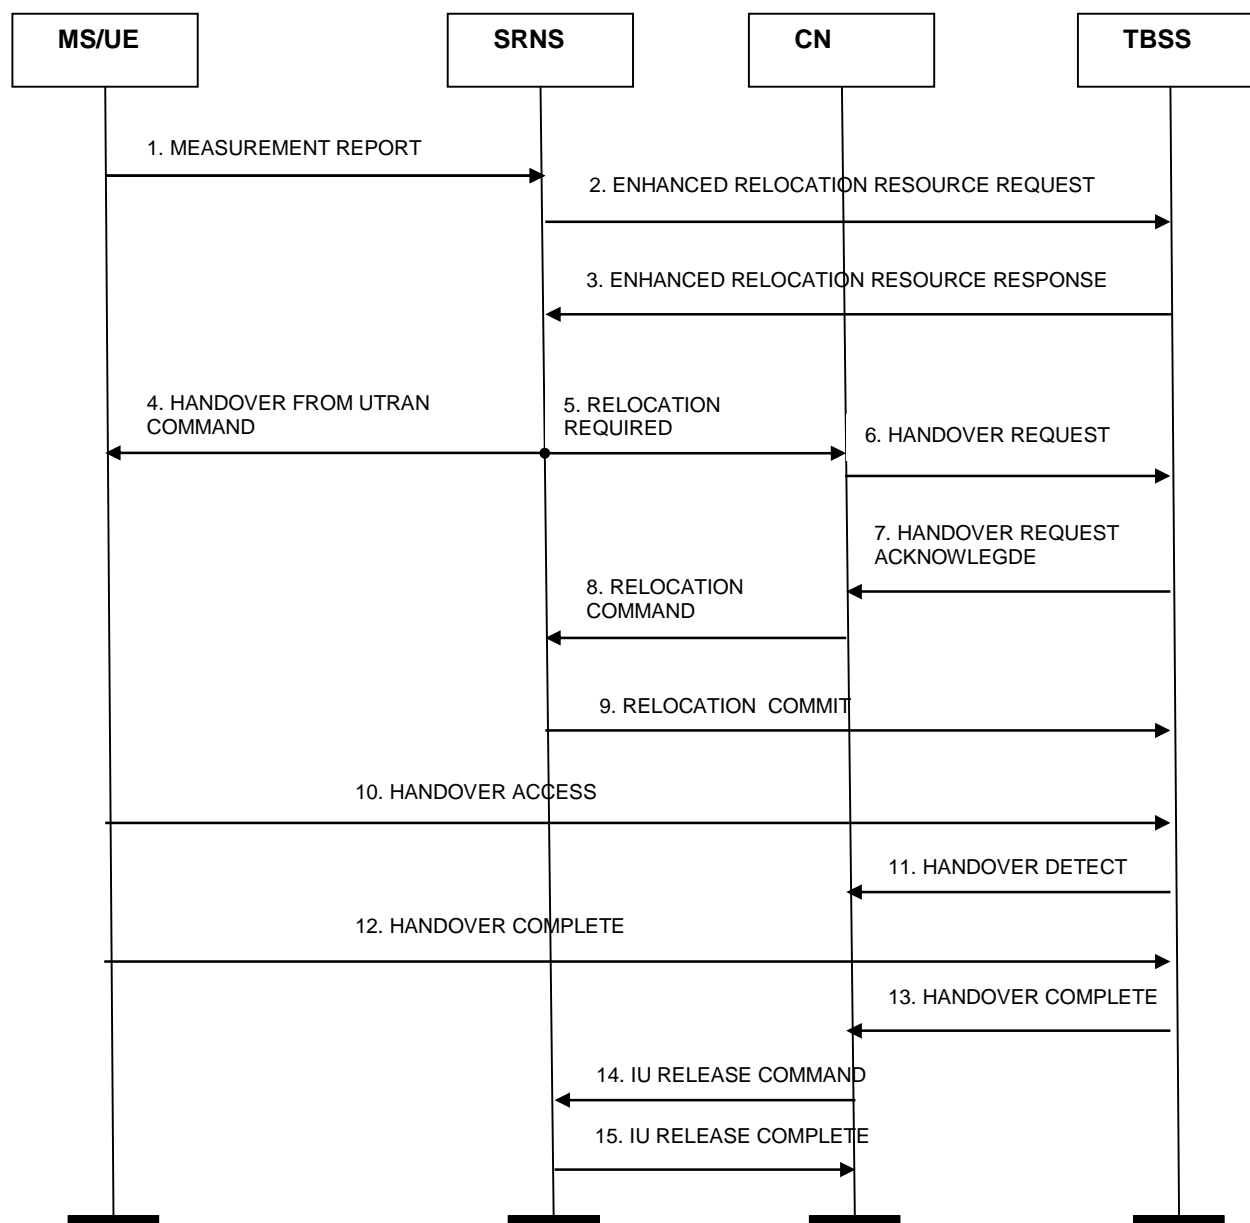 MS/UE
SRNS
CN
TBSS
1. MEASUREMENT REPORT
2. ENHANCED RELOCATION RESOURCE REQUEST
3. ENHANCED RELOCATION RESOURCE RESPONSE
4. HANDOVER FROM UTRAN
COMMAND
5. RELOCATION
REQUIRED
6. HANDOVER REQUEST
7. HANDOVER REQUEST
ACKNOWLEGDE
8. RELOCATION
COMMAND
9. RELOCATION  COMMIT
10. HANDOVER ACCESS
11. HANDOVER DETECT
12. HANDOVER COMPLETE
13. HANDOVER COMPLETE
14. IU RELEASE COMMAND
15. IU RELEASE COMPLETE